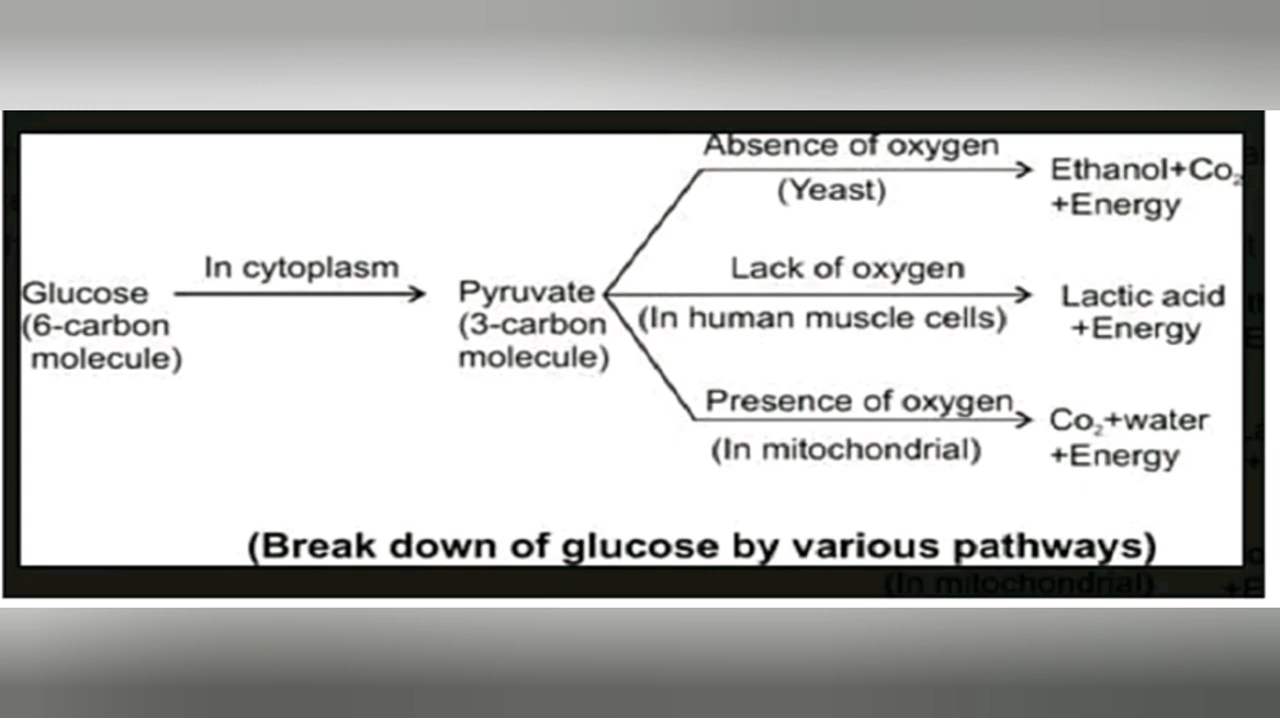 Absence of oxygen
(Yeast)
Ethanol+Co₂
+Energy
In cytoplasm
Glucose
(6-carbon
molecule)
Pyruvate
(3-carbon
molecule)
Lack of oxygen
(In human muscle cells)
Lactic acid
+Energy
Presence of oxygen
(In mitochondrial)
Co₂+water
+Energy
(Break down of glucose by various pathways)
(In mitochondrial)
+E